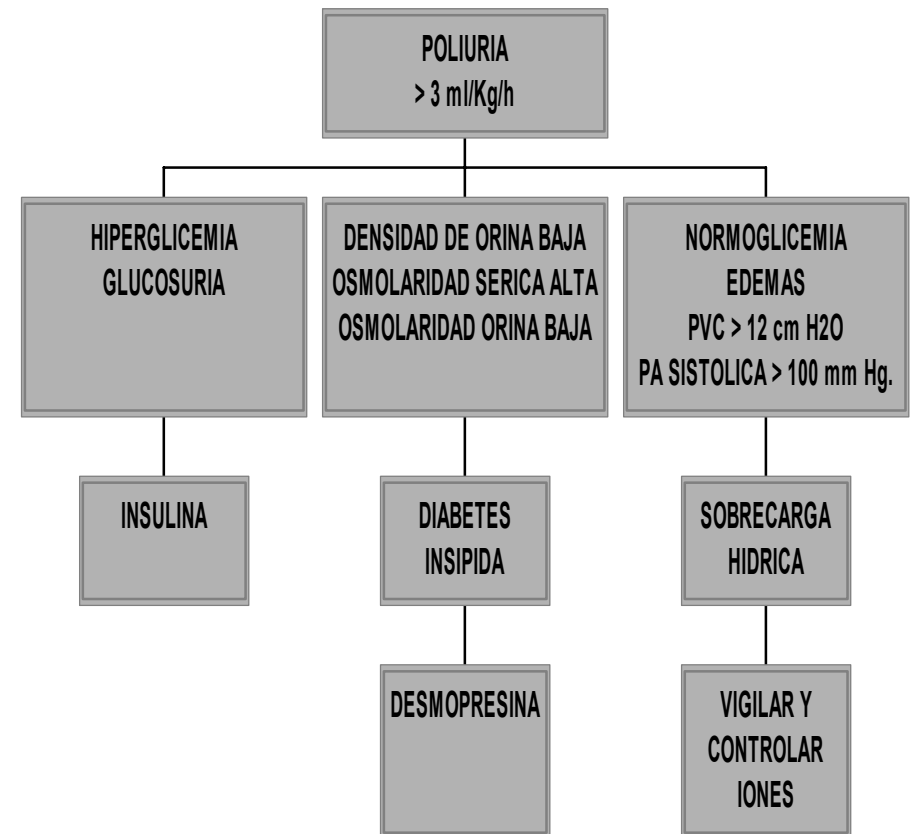 POLIURIA
> 3 ml/Kg/h
HIPERGLICEMIA
GLUCOSURIA
DENSIDAD DE ORINA BAJA
OSMOLARIDAD SERICA ALTA
OSMOLARIDAD ORINA BAJA
NORMOGLICEMIA
EDEMAS
PVC > 12 cm H2O
PA SISTOLICA > 100 mm Hg.
INSULINA
DIABETES
INSIPIDA
SOBRECARGA
HIDRICA
DESMOPRESINA
VIGILAR Y
CONTROLAR
IONES